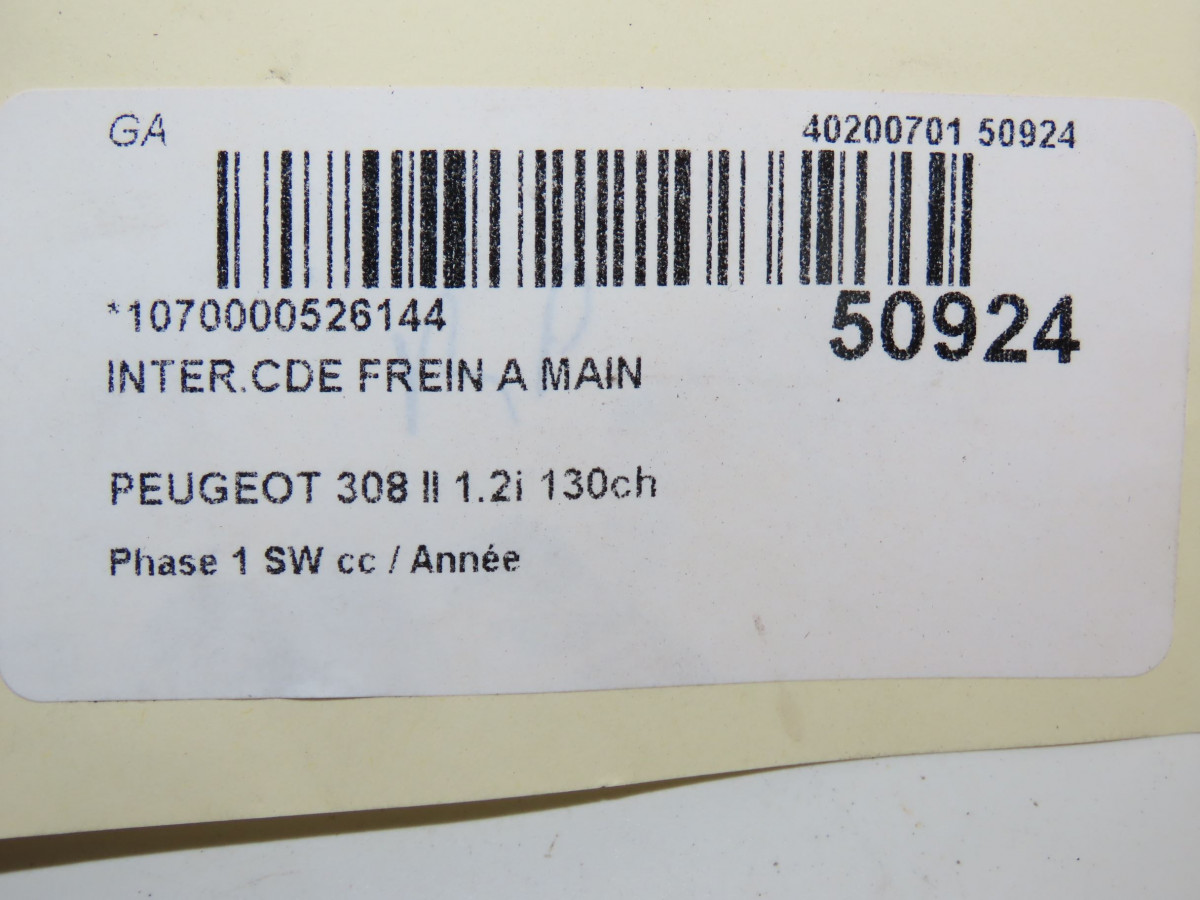 GA 40200701 50924
*1070000526144
50924
INTER.CDE FREIN A MAIN
PEUGEOT 308 II 1.2i 130ch
Phase 1 SW cc / Année